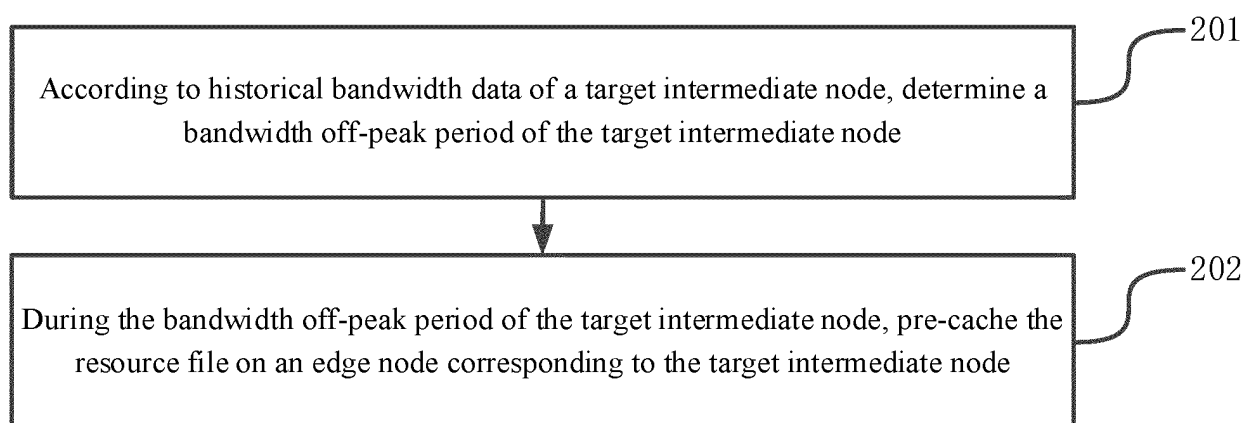 201
According to historical bandwidth data of a target intermediate node, determine a
bandwidth off-peak period of the target intermediate node
202
During the bandwidth off-peak period of the target intermediate node, pre-cache the
resource file on an edge node corresponding to the target intermediate node